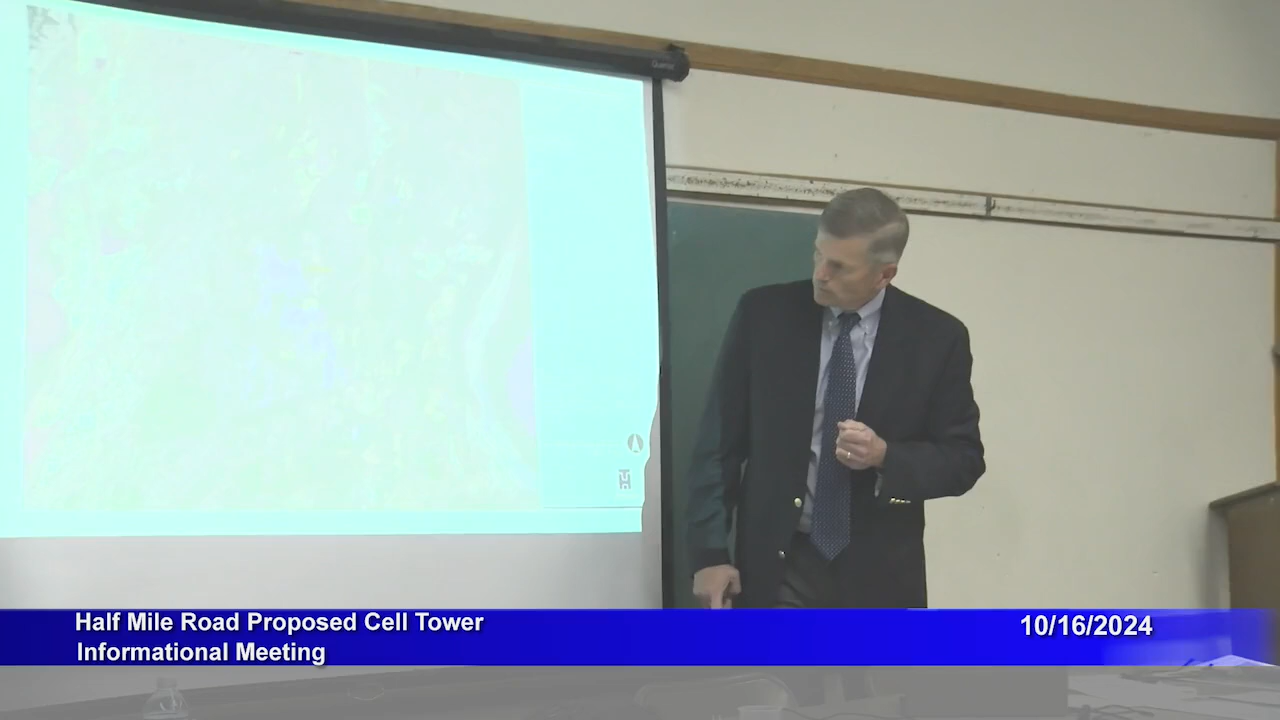 Half Mile Road Proposed Cell Tower
Informational Meeting
10/16/2024